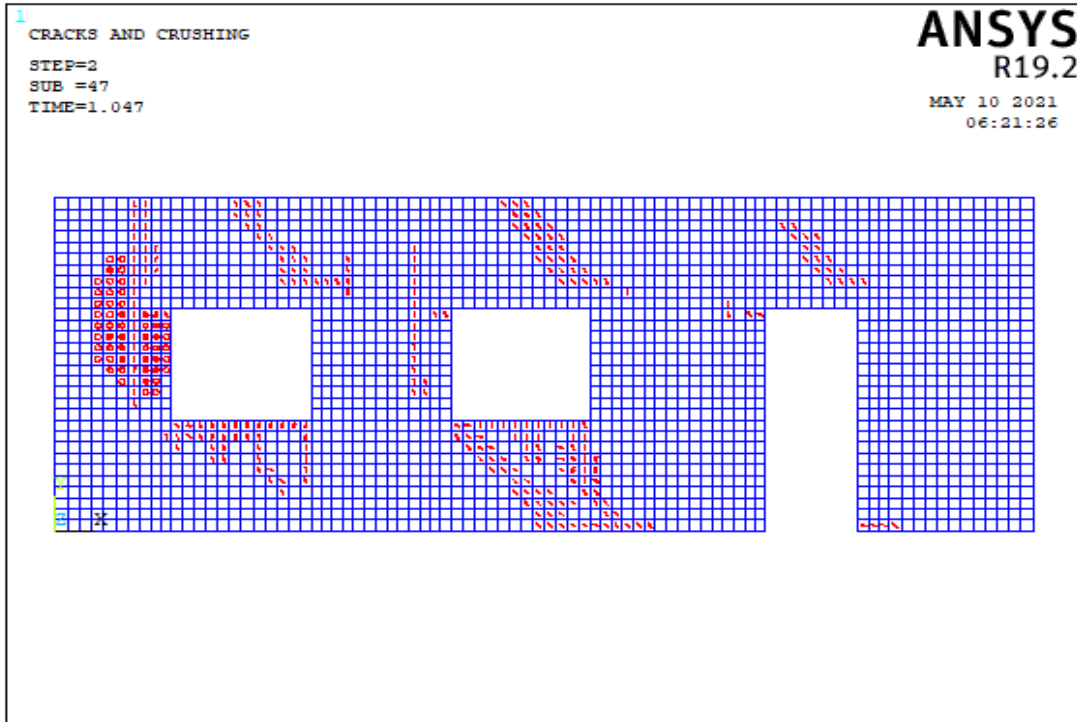 1
CRACKS AND CRUSHING
STEP=2
SUB =47
TIME=1.047
ANSYS
R19.2
MAY 10 2021
06:21:26
Y
Z X